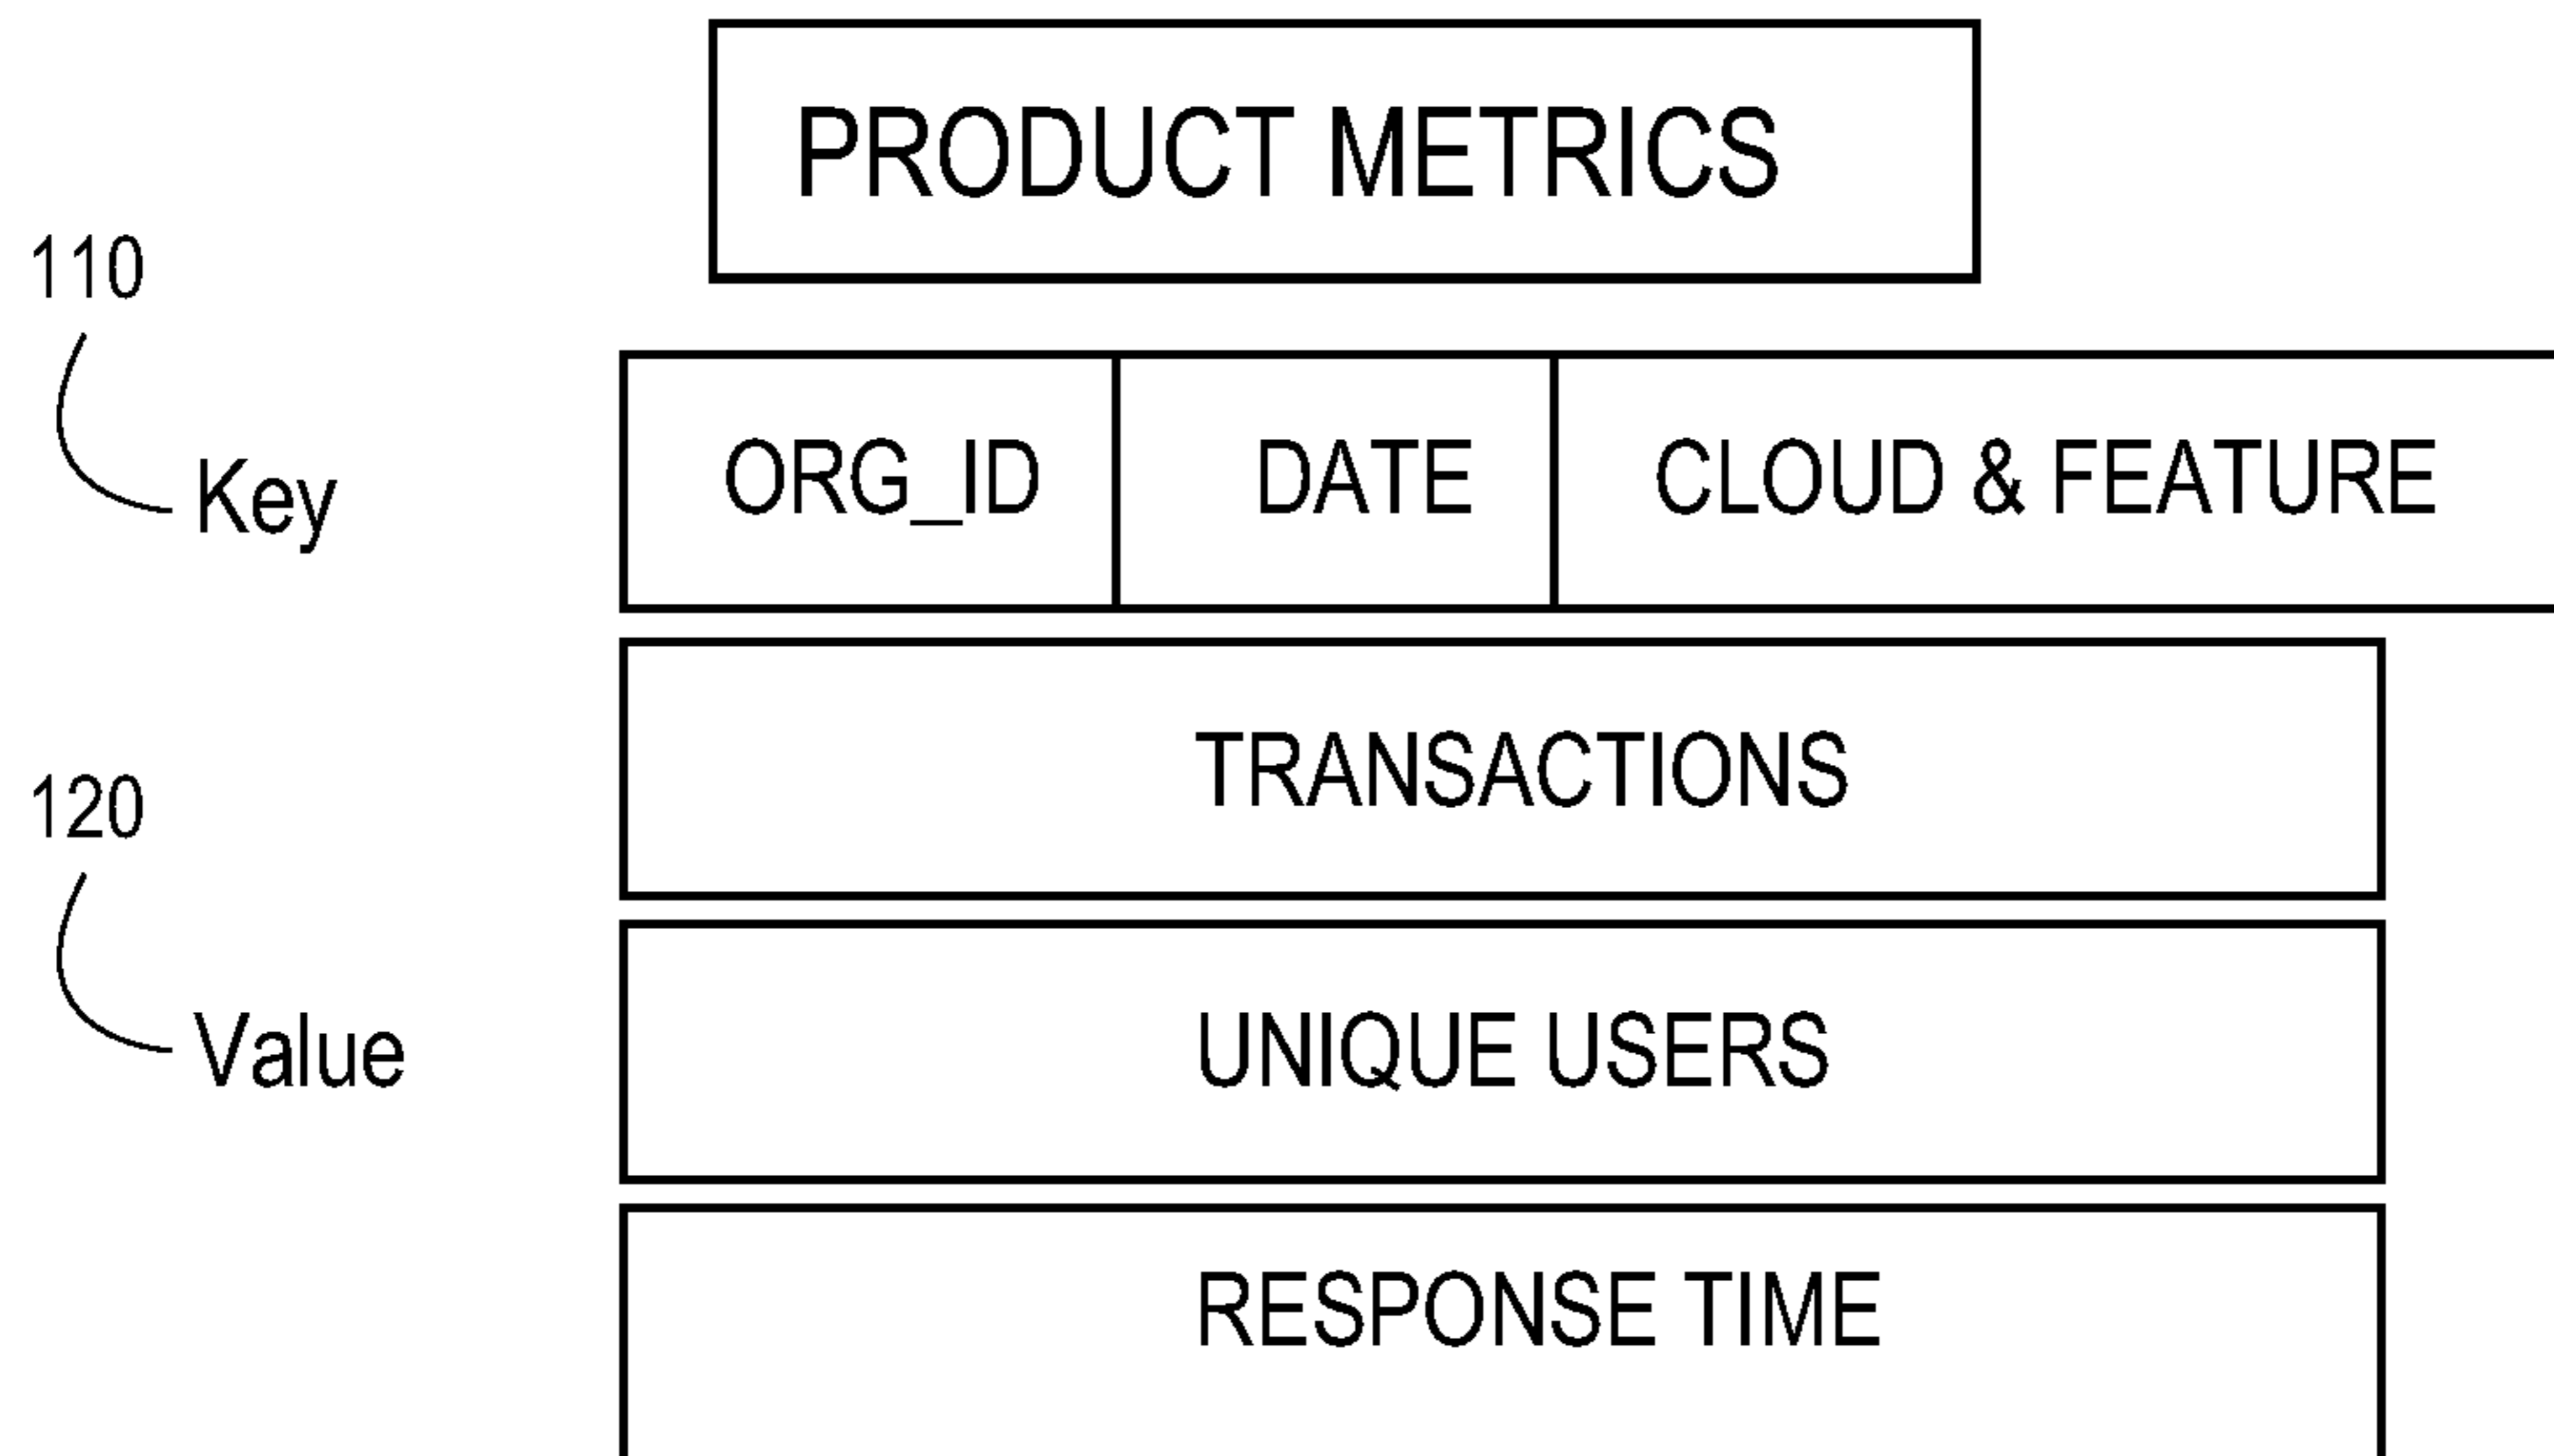 PRODUCT METRICS
110
Key
ORG_ID DATE CLOUD & FEATURE
TRANSACTIONS
120
Value
UNIQUE USERS
RESPONSE TIME